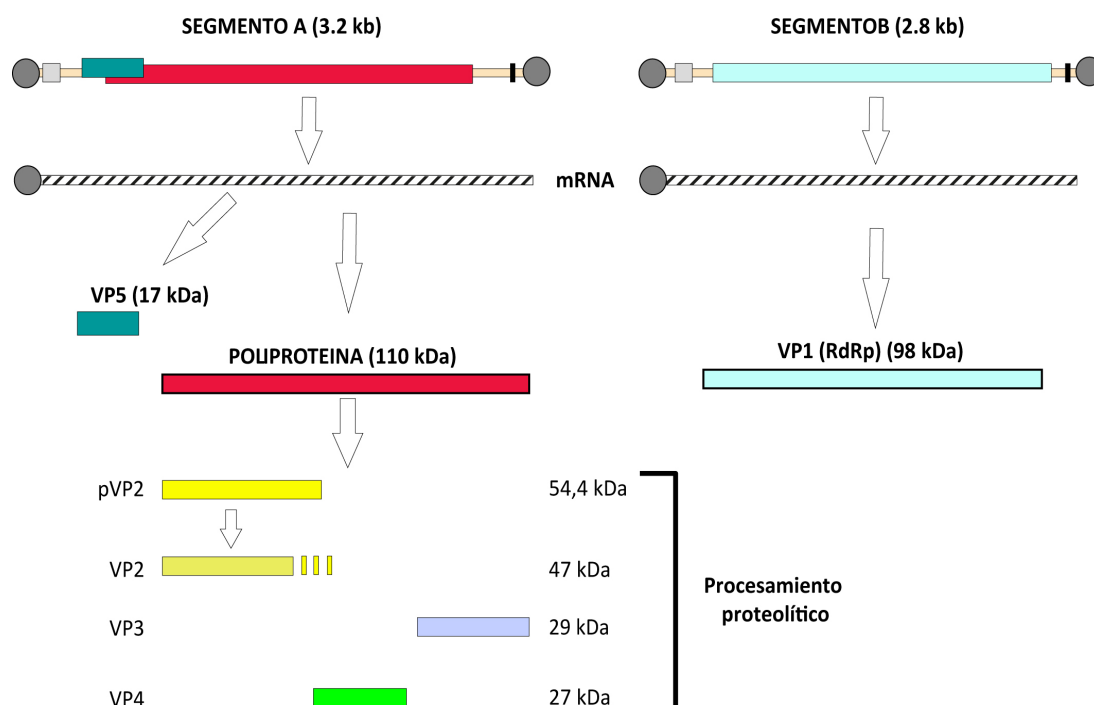 SEGMENTO A (3.2 kb)
SEGMENTOB (2.8 kb)
mRNA
VP5 (17 kDa)
POLIPROTEINA (110 kDa)
VP1 (RdRp) (98 kDa)
pVP2
54,4 kDa
VP2
47 kDa
Procesamiento
proteolítico
VP3
29 kDa
VP4
27 kDa